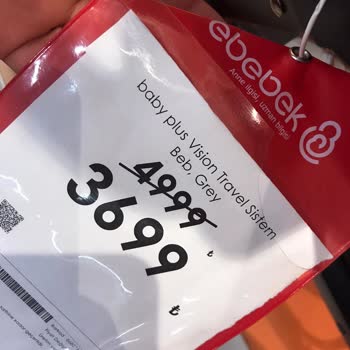 ebebek
Anne ilgisi, uzman bilgisi
baby plus Vision Travel Sistem
Beb. Grey
4999 ₺
3699 ₺